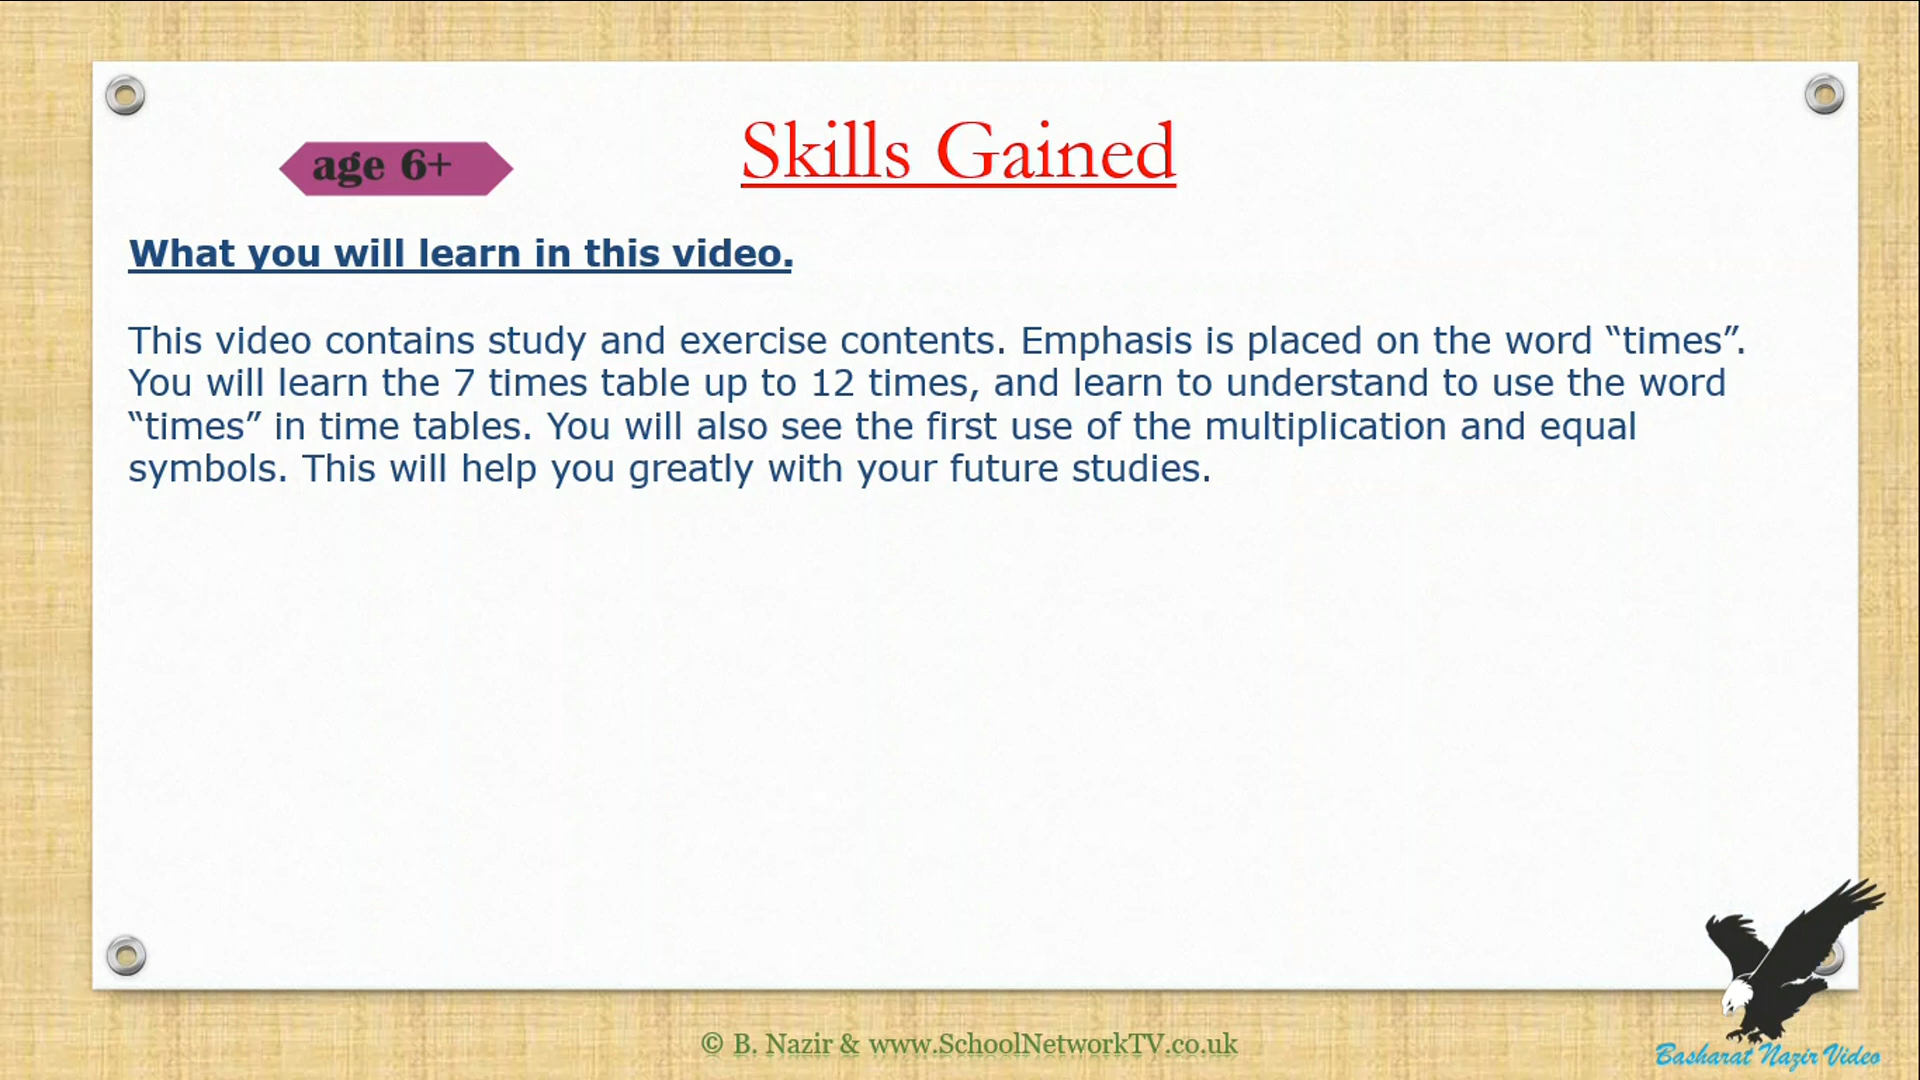 age 6+
Skills Gained
What you will learn in this video.
This video contains study and exercise contents. Emphasis is placed on the word “times”.
You will learn the 7 times table up to 12 times, and learn to understand to use the word
“times” in time tables. You will also see the first use of the multiplication and equal
symbols. This will help you greatly with your future studies.
© B. Nazir & www.SchoolNetworkTV.co.uk
Basharat Nazir Video